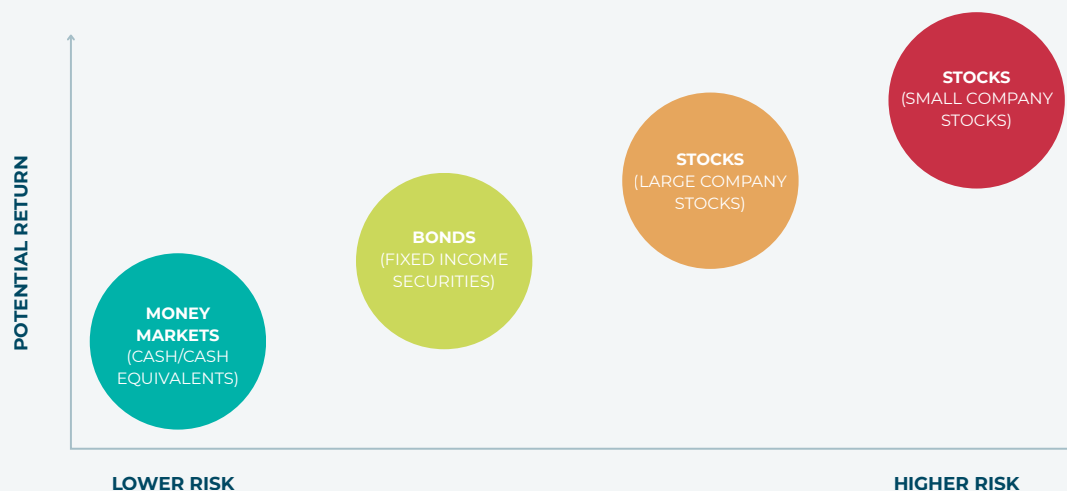 POTENTIAL RETURN
STOCKS
(SMALL COMPANY
STOCKS)
STOCKS
(LARGE COMPANY
STOCKS)
BONDS
(FIXED INCOME
SECURITIES)
MONEY
MARKETS
(CASH/CASH
EQUIVALENTS)
LOWER RISK
HIGHER RISK